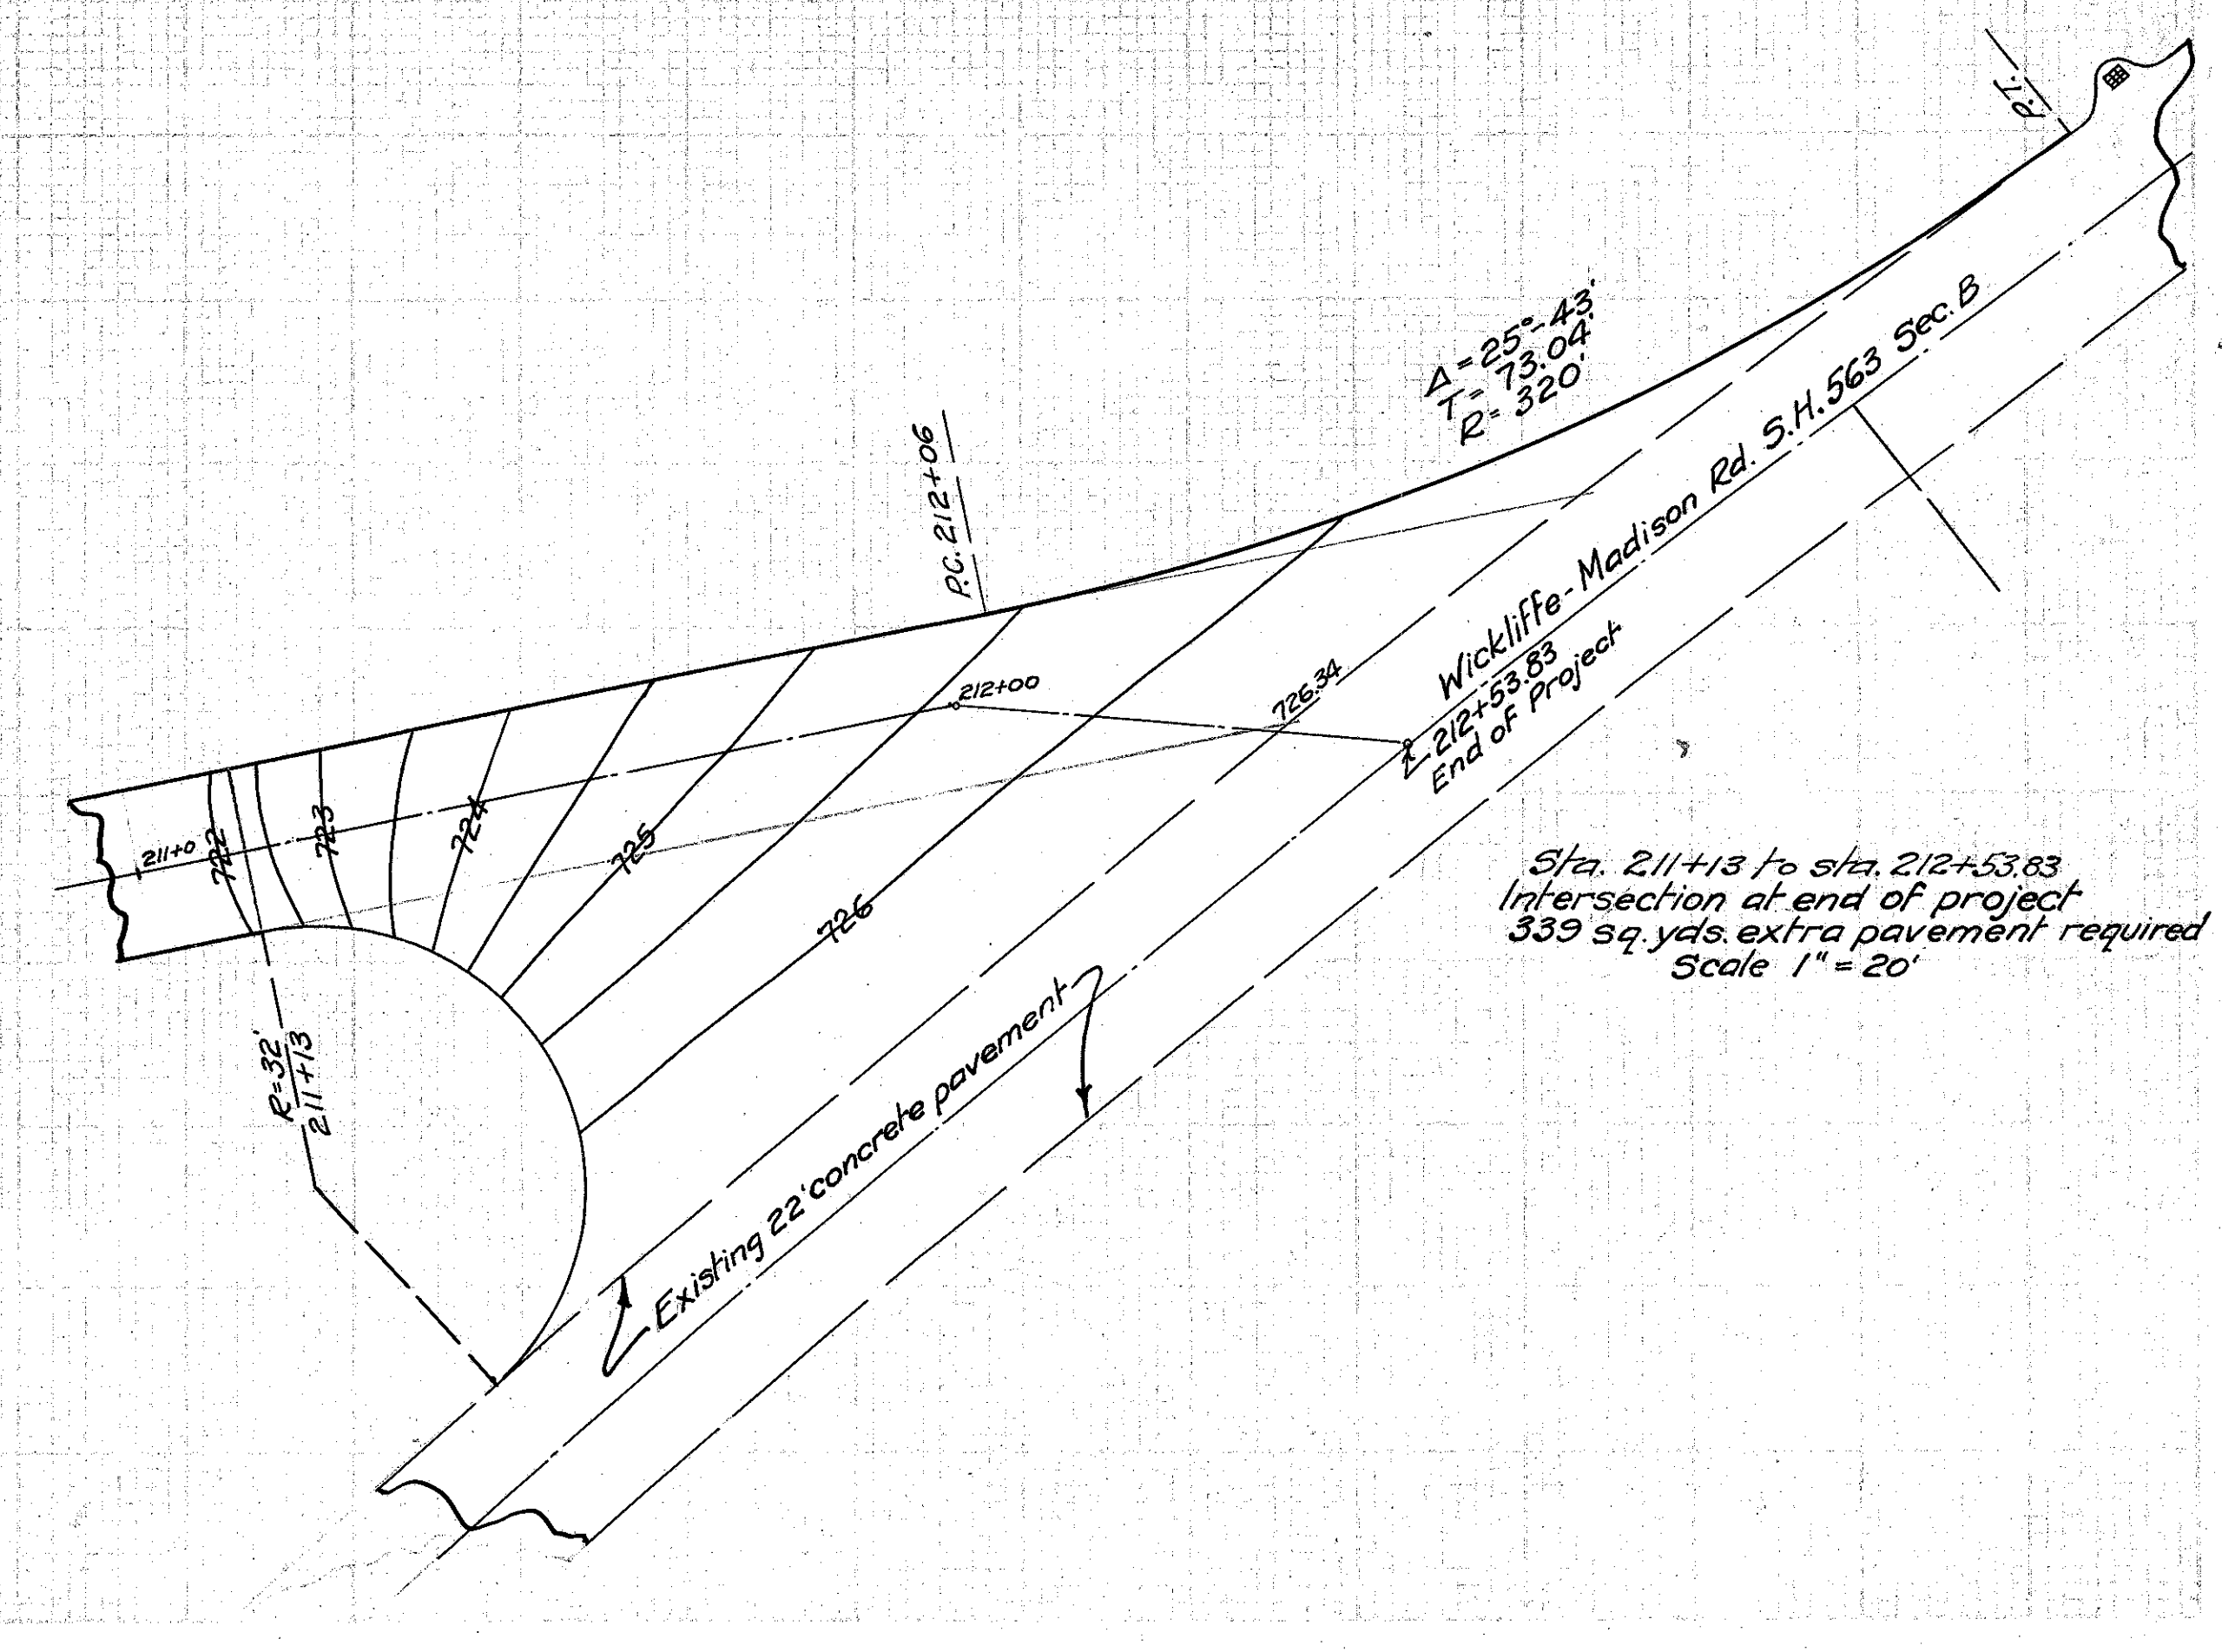 P.T.
Δ = 25°-43'
T = 73.04'
R = 320'
P.C. 212+06
Wickliffe-Madison Rd. S.H. 563 Sec. B
212+00
726.34
212+53.83
End of Project
211+0
722
723
724
725
726
Sta. 211+13 to sta. 212+53.83
Intersection at end of project
339 sq. yds. extra pavement required
Scale 1" = 20'
R=32'
211+13
Existing 22' concrete pavement